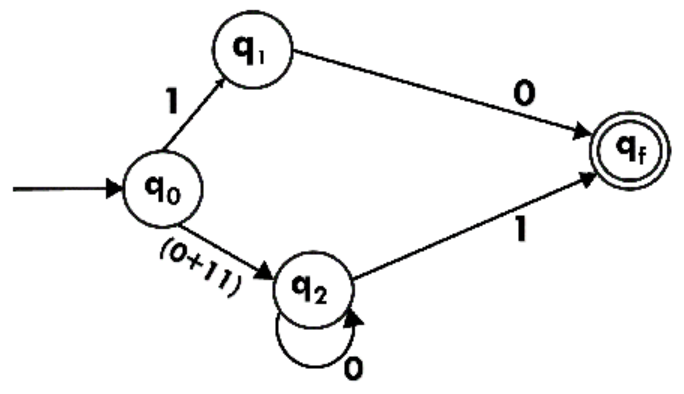 q₁
1
0
qf
q₀
(0+11)
1
q₂
0